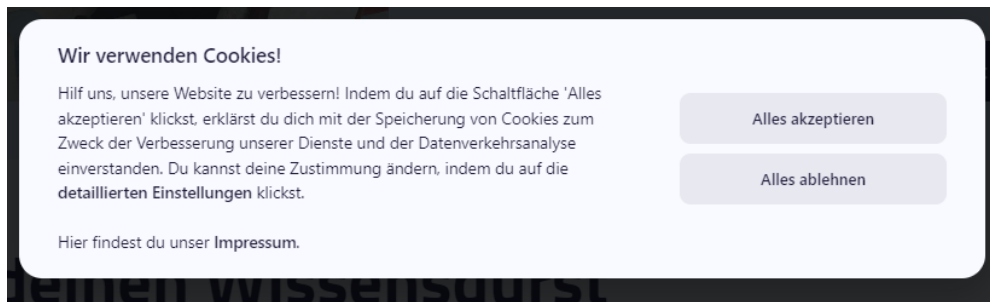 Wir verwenden Cookies!
Hilf uns, unsere Website zu verbessern! Indem du auf die Schaltfläche 'Alles
akzeptieren' klickst, erklärst du dich mit der Speicherung von Cookies zum
Zweck der Verbesserung unserer Dienste und der Datenverkehrsanalyse
einverstanden. Du kannst deine Zustimmung ändern, indem du auf die
detaillierten Einstellungen klickst.
Hier findest du unser Impressum.
Alles akzeptieren
Alles ablehnen
deinen Wissensdurst